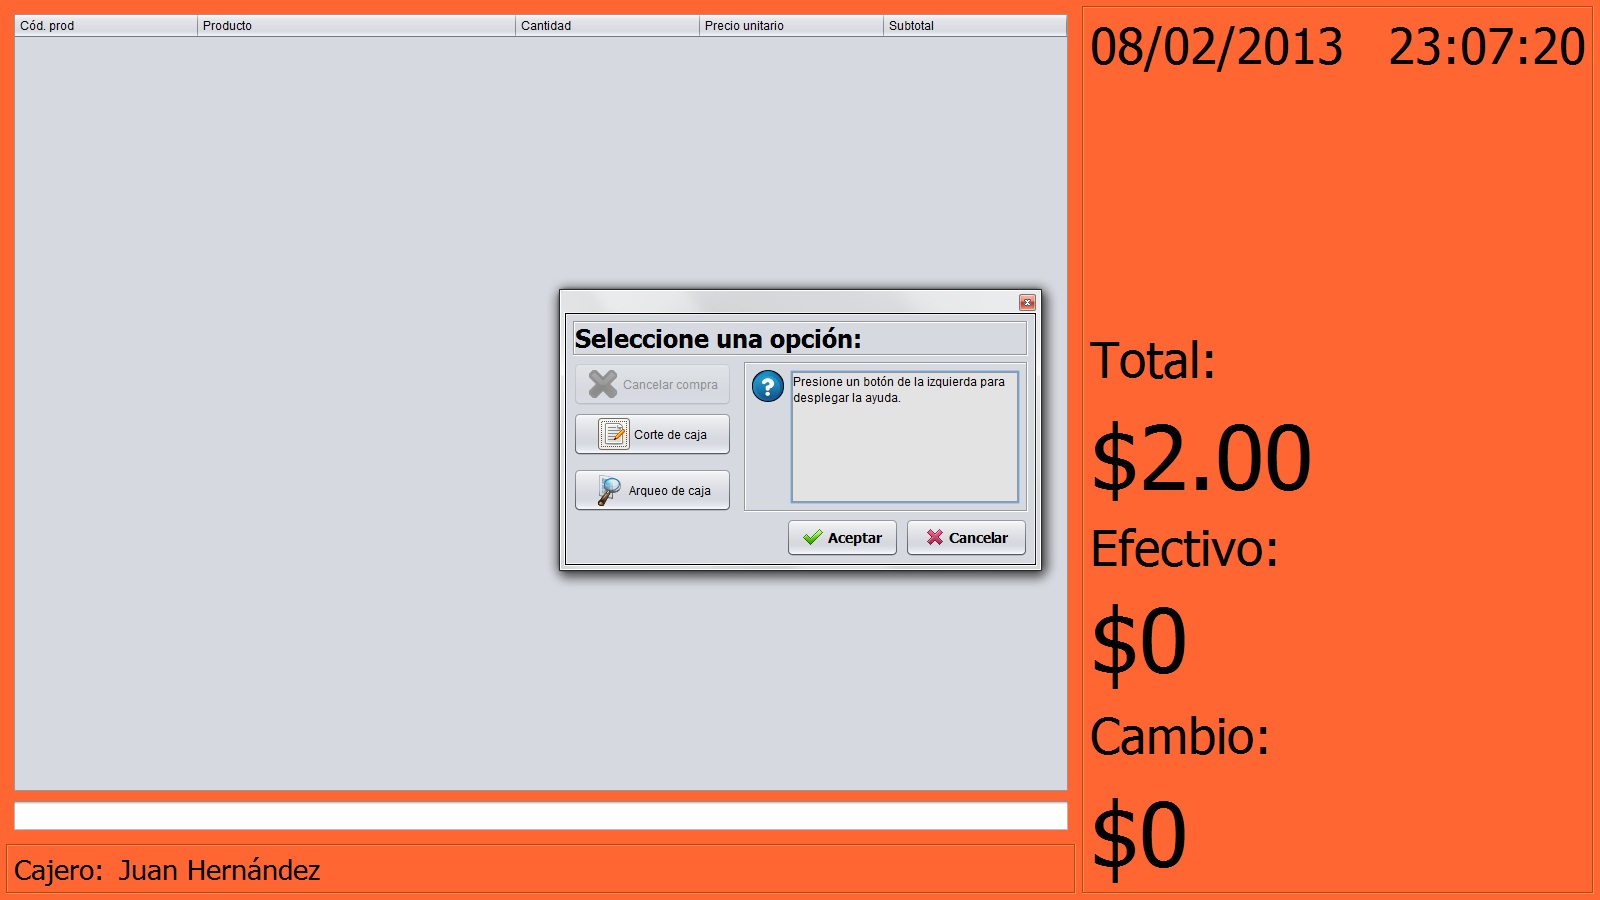 Cód. prod Producto Cantidad Precio unitario Subtotal
08/02/2013 23:07:20
Seleccione una opción:
Cancelar compra
Corte de caja
Arqueo de caja
Presione un botón de la izquierda para
desplegar la ayuda.
Aceptar Cancelar
Total:
$2.00
Efectivo:
$0
Cambio:
$0
Cajero: Juan Hernández